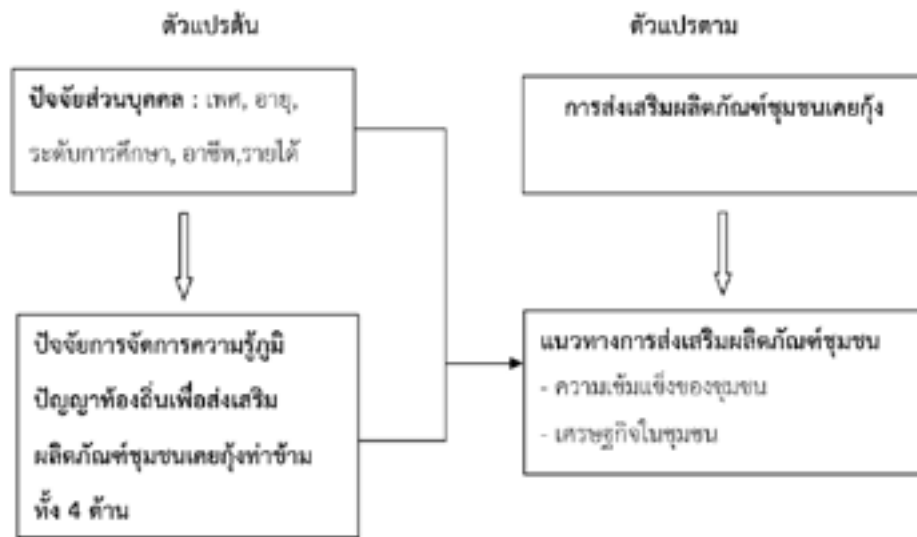 ตัวแปรต้น
ตัวแปรตาม
ปัจจัยส่วนบุคคล : เพศ, อายุ,
ระดับการศึกษา, อาชีพ,รายได้
การส่งเสริมผลิตภัณฑ์ชุมชนเคยกุ้ง
ปัจจัยการจัดการความรู้ภูมิ
ปัญญาท้องถิ่นเพื่อส่งเสริม
ผลิตภัณฑ์ชุมชนเคยกุ้งท่าข้าม
ทั้ง 4 ด้าน
แนวทางการส่งเสริมผลิตภัณฑ์ชุมชน
- ความเข้มแข็งของชุมชน
- เศรษฐกิจในชุมชน